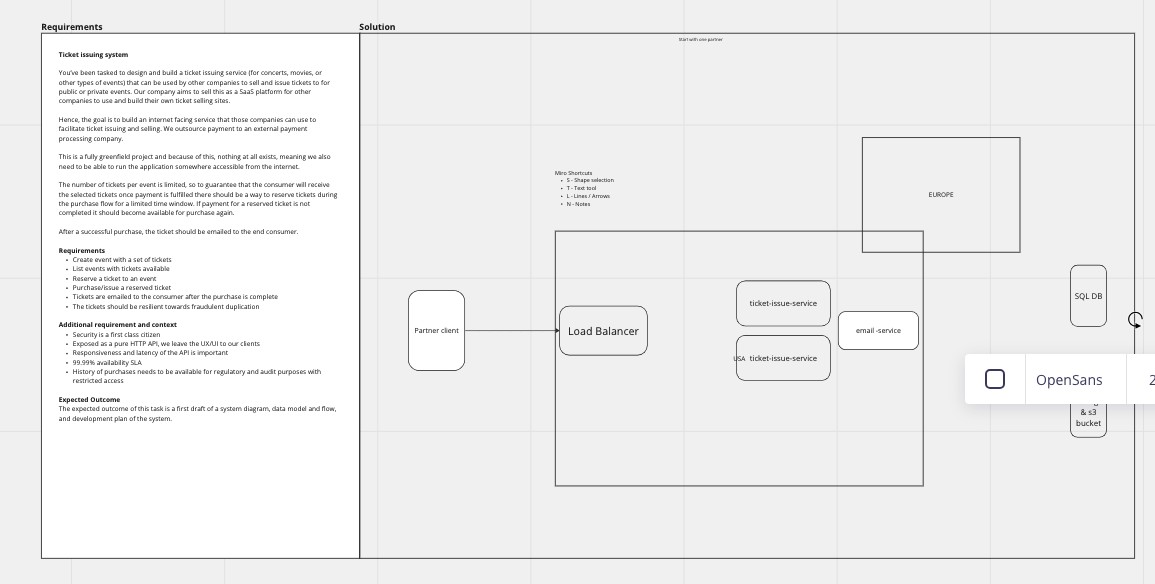 Requirements
Solution
Start with one partner
Ticket issuing system
You've been tasked to design and build a ticket issuing service (for concerts, movies, or
other types of events) that can be used by other companies to sell and issue tickets to for
public or private events. Our company aims to sell this as a SaaS platform for other
companies to use and build their own ticket selling sites.
Hence, the goal is to build an internet facing service that those companies can use to
facilitate ticket issuing and selling. We outsource payment to an external payment
processing company.
This is a fully greenfield project and because of this, nothing at all exists, meaning we also
need to be able to run the application somewhere accessible from the internet.
The number of tickets per event is limited, so to guarantee that the consumer will receive
the selected tickets once payment is fulfilled there should be a way to reserve tickets during
the purchase flow for a limited time window. If payment for a reserved ticket is not
completed it should become available for purchase again.
After a successful purchase, the ticket should be emailed to the end consumer.
Requirements
• Create event with a set of tickets
• List events with tickets available
• Reserve a ticket to an event
• Purchase/issue a reserved ticket
• Tickets are emailed to the consumer after the purchase is complete
• The tickets should be resilient towards fraudulent duplication
Additional requirement and context
• Security is a first class citizen
• Exposed as a pure HTTP API, we leave the UX/UI to our clients
• Responsiveness and latency of the API is important
• 99.99% availability SLA
• History of purchases needs to be available for regulatory and audit purposes with
restricted access
Expected Outcome
The expected outcome of this task is a first draft of a system diagram, data model and flow,
and development plan of the system.
Miro Shortcuts
• S - Shape selection
• T - Text tool
• L - Lines / Arrows
• N - Notes
EUROPE
Partner client
Load Balancer
ticket-issue-service
USA
ticket-issue-service
email -service
SQL DB
OpenSans
2
& s3
bucket